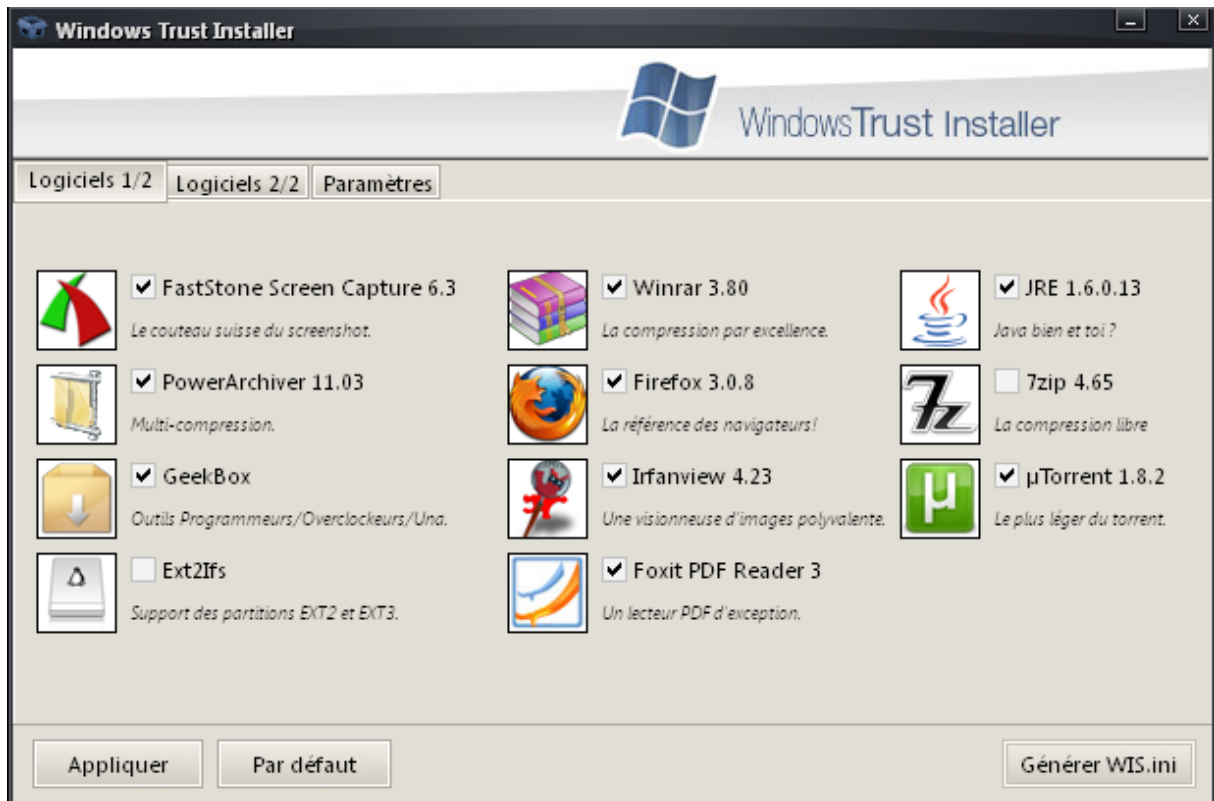 Windows Trust Installer
WindowsTrust Installer
Logiciels 1/2
Logiciels 2/2
Paramètres
FastStone Screen Capture 6.3
Le couteau suisse du screenshot.
Winrar 3.80
La compression par excellence.
JRE 1.6.0.13
Java bien et toi ?
PowerArchiver 11.03
Multi-compression.
Firefox 3.0.8
La référence des navigateurs!
7z
7zip 4.65
La compression libre
GeekBox
Outils Programmeurs/Overclockeurs/Una.
Irfanview 4.23
Une visionneuse d'images polyvalente.
µ
µTorrent 1.8.2
Le plus léger du torrent.
Ext2Ifs
Support des partitions EXT2 et EXT3.
Foxit PDF Reader 3
Un lecteur PDF d'exception.
Appliquer
Par défaut
Générer WIS.ini